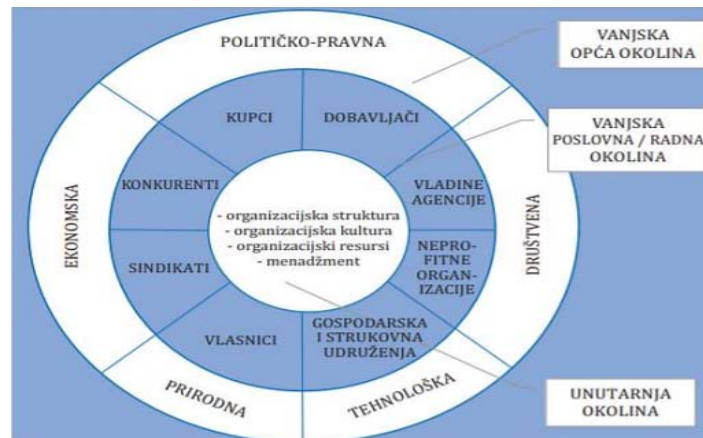 POLITIČKO-PRAVNA
VANJSKA
OPĆA OKOLINA
KUPCI
DOBAVLJAČI
VANJSKA
POSLOVNA / RADNA
OKOLINA
EKONOMSKA
KONKURENTI
VLADINE
AGENCIJE
DRUŠTVENA
- organizacijska struktura
- organizacijska kultura
- organizacijski resursi
- menadžment
SINDIKATI
NEPRO-
FITNE
ORGAN-
IZACIJE
VLASNICI
GOSPODARSKA
I STRUKOVNA
UDRUŽENJA
PRIRODNA
TEHNOLOŠKA
UNUTARNJA
OKOLINA